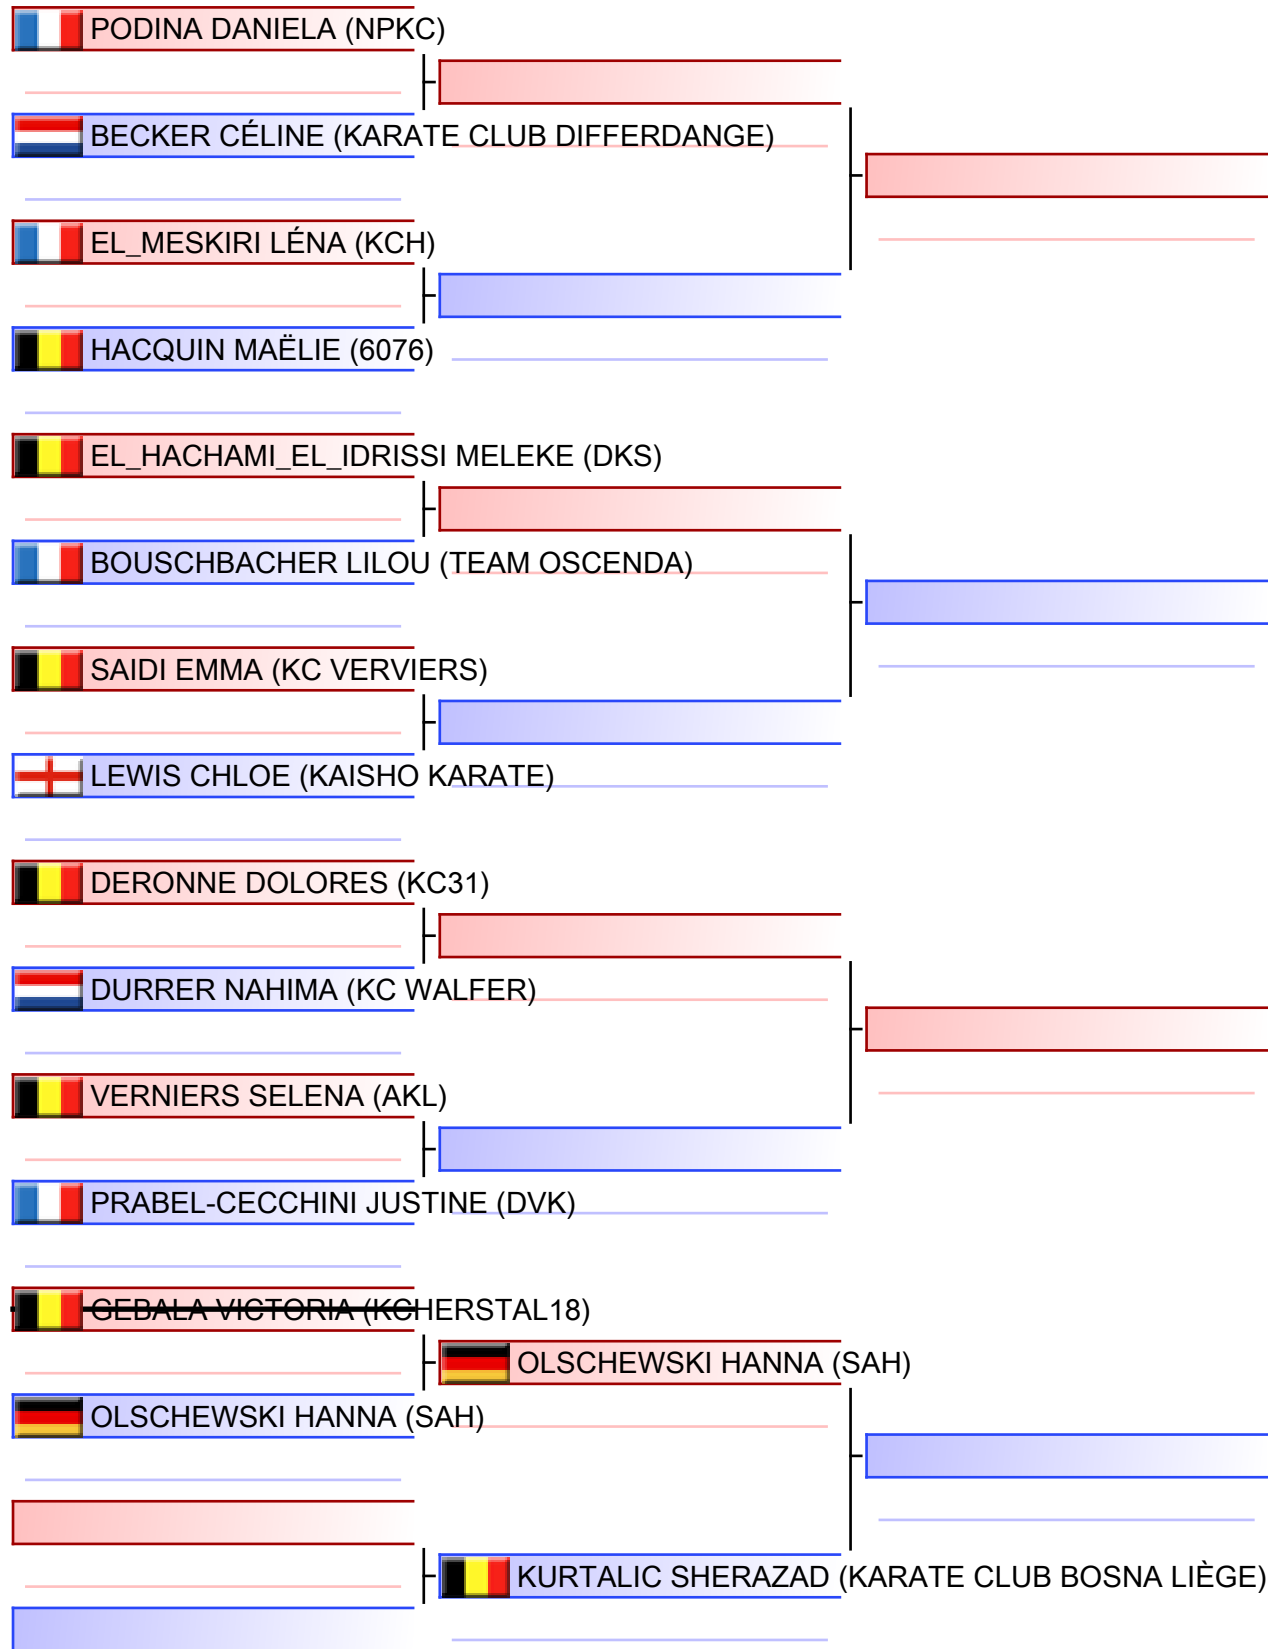 PODINA DANIELA (NPKC)
BECKER CÉLINE (KARATE CLUB DIFFERDANGE)
EL_MESKIRI LÉNA (KCH)
HACQUIN MAËLIE (6076)
EL_HACHAMI_EL_IDRISSI MELEKE (DKS)
BOUSCHBACHER LILOU (TEAM OSCENDA)
SAIDI EMMA (KC VERVIERS)
LEWIS CHLOE (KAISHO KARATE)
DERONNE DOLORES (KC31)
DURRER NAHIMA (KC WALFER)
VERNIERS SELENA (AKL)
PRABEL-CECCHINI JUSTINE (DVK)
GEBALA VICTORIA (KCHERSTAL18)
OLSCHEWSKI HANNA (SAH)
OLSCHEWSKI HANNA (SAH)
KURTALIC SHERAZAD (KARATE CLUB BOSNA LIÈGE)